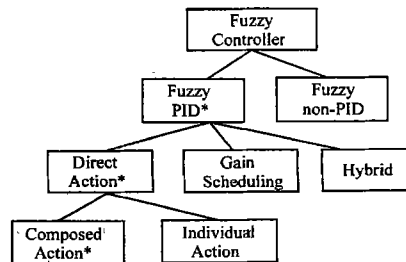 Fuzzy
Controller
Fuzzy
PID*
Fuzzy
non-PID
Direct
Action*
Gain
Scheduling
Hybrid
Composed
Action*
Individual
Action